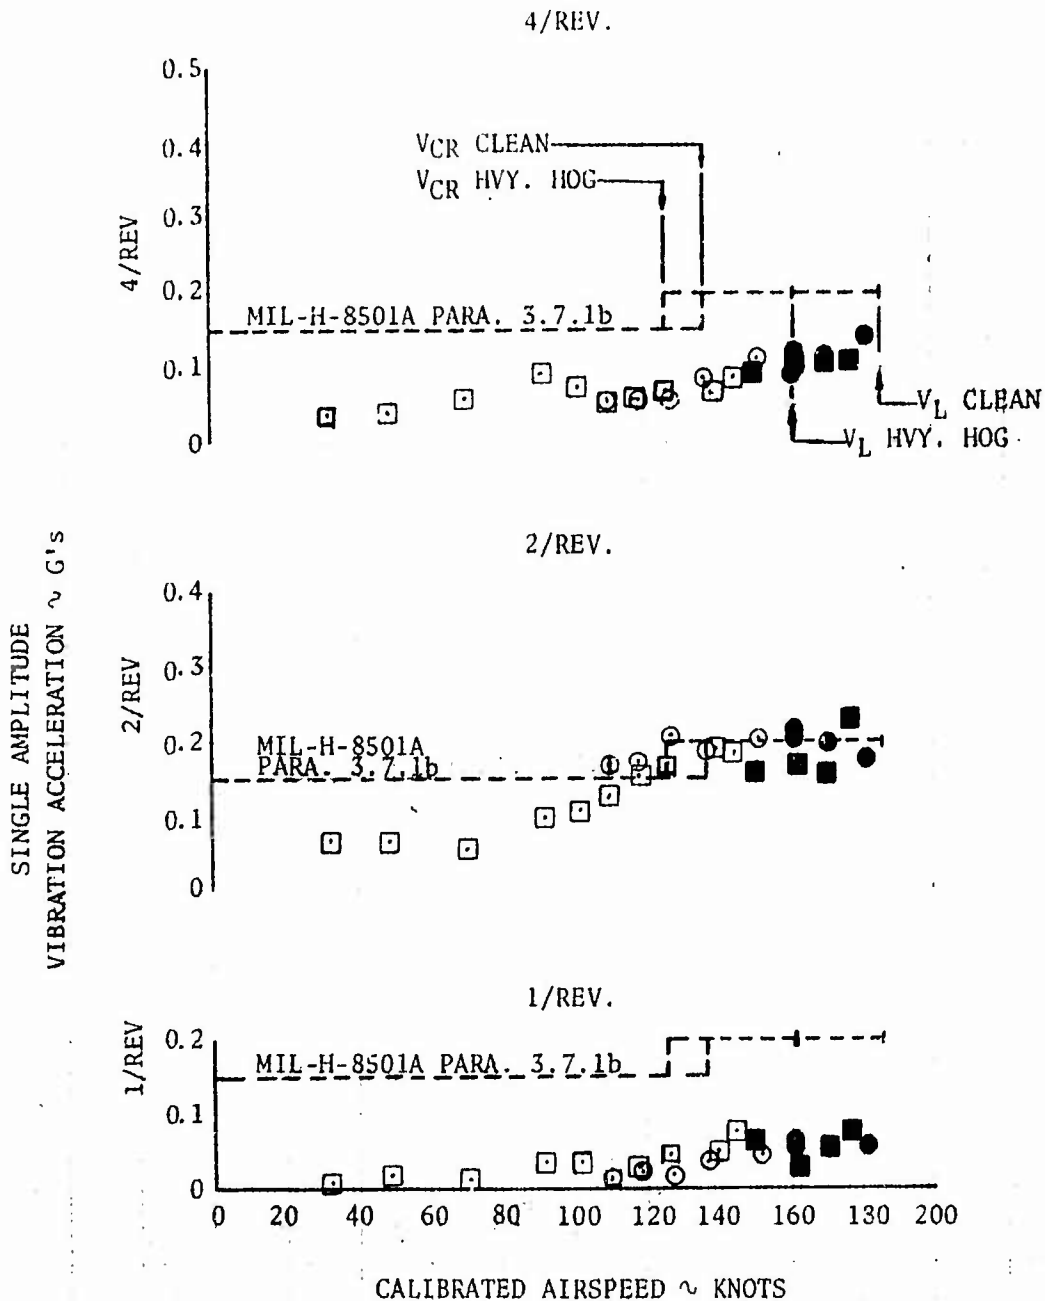 4/REV.
0.5
0.4
0.3
0.2
0.1
0
4/REV
VCR CLEAN
VCR HVY. HOG
MIL-H-8501A PARA. 3.7.1b
VL CLEAN
VL HVY. HOG
SINGLE AMPLITUDE
VIBRATION ACCELERATION ~ G's
2/REV.
0.4
0.3
0.2
0.1
0
2/REV
MIL-H-8501A
PARA. 3.7.1b
1/REV.
0.2
0.1
0
1/REV
MIL-H-8501A PARA. 3.7.1b
0 20 40 60 80 100 120 140 160 130 200
CALIBRATED AIRSPEED ~ KNOTS